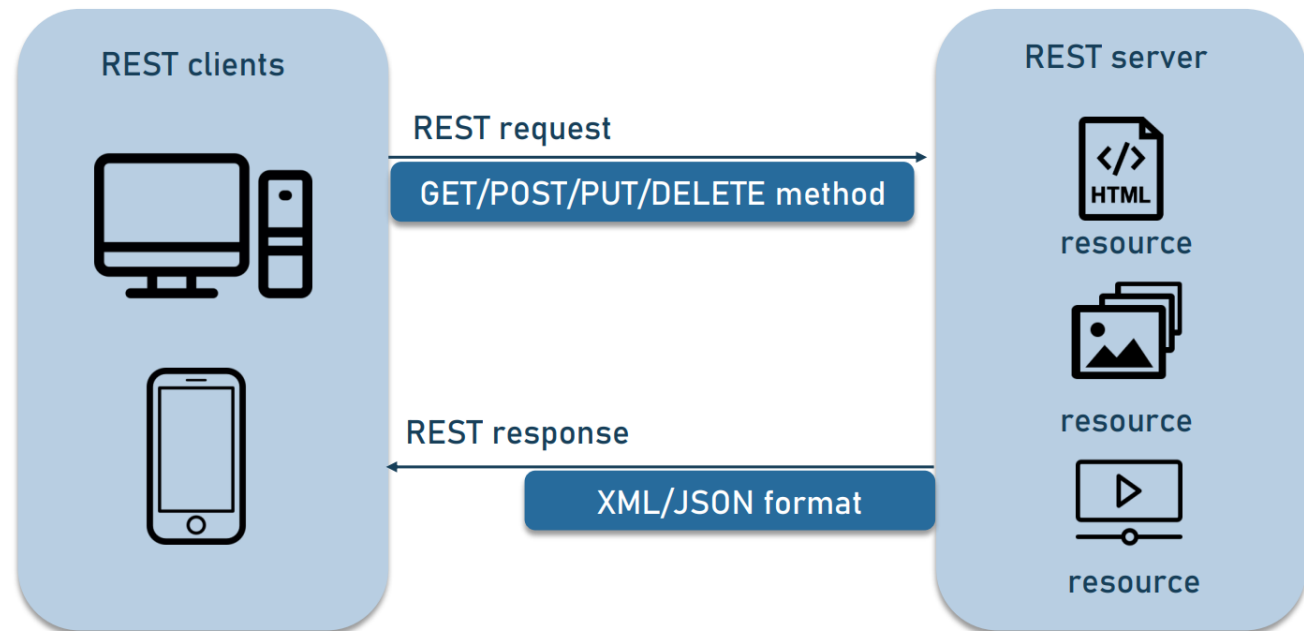 REST clients
REST request
GET/POST/PUT/DELETE method
REST response
XML/JSON format
REST server
</>
HTML
resource
resource
resource